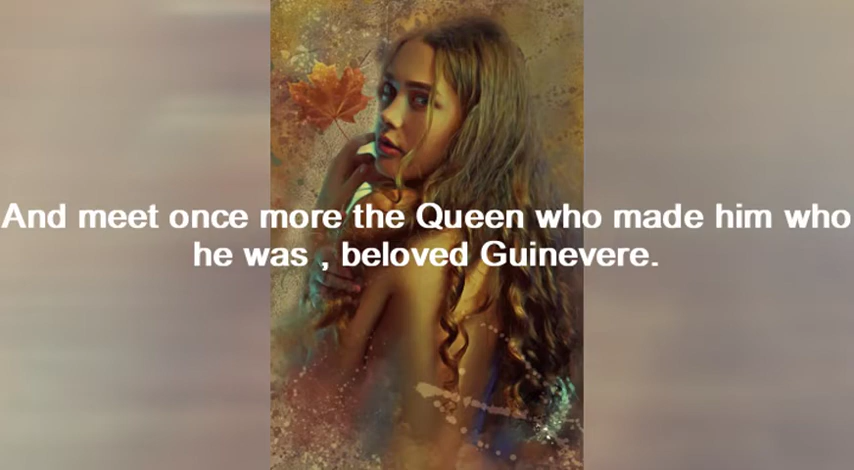 And meet once more the Queen who made him who
he was , beloved Guinevere.